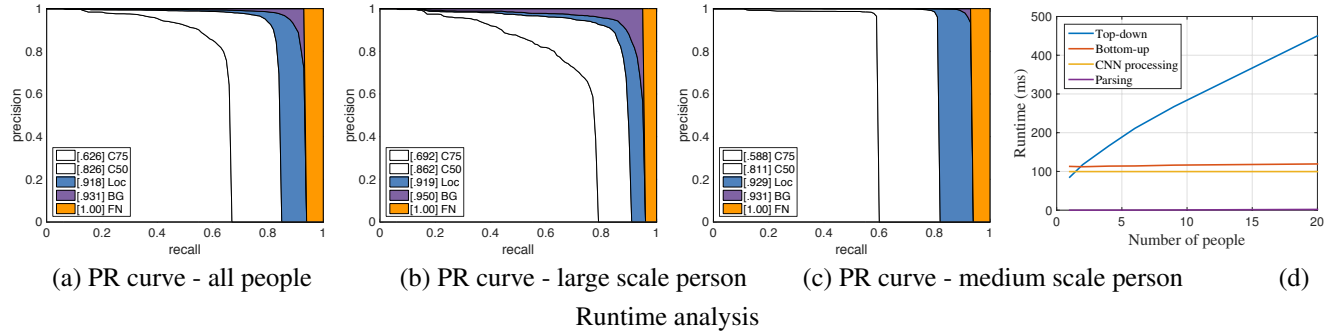 1
0.8
0.6
0.4
0.2
0
precision
[.626] C75
[.826] C50
[.918] Loc
[.931] BG
[1.00] FN
0 0.2 0.4 0.6 0.8 1
recall
(a) PR curve - all people
1
0.8
0.6
0.4
0.2
0
precision
[.692] C75
[.862] C50
[.919] Loc
[.950] BG
[1.00] FN
0 0.2 0.4 0.6 0.8 1
recall
(b) PR curve - large scale person
1
0.8
0.6
0.4
0.2
0
precision
[.588] C75
[.811] C50
[.929] Loc
[.931] BG
[1.00] FN
0 0.2 0.4 0.6 0.8 1
recall
(c) PR curve - medium scale person
500
400
300
200
100
0
Runtime (ms)
Top-down
Bottom-up
CNN processing
Parsing
0 5 10 15 20
Number of people
(d)
Runtime analysis